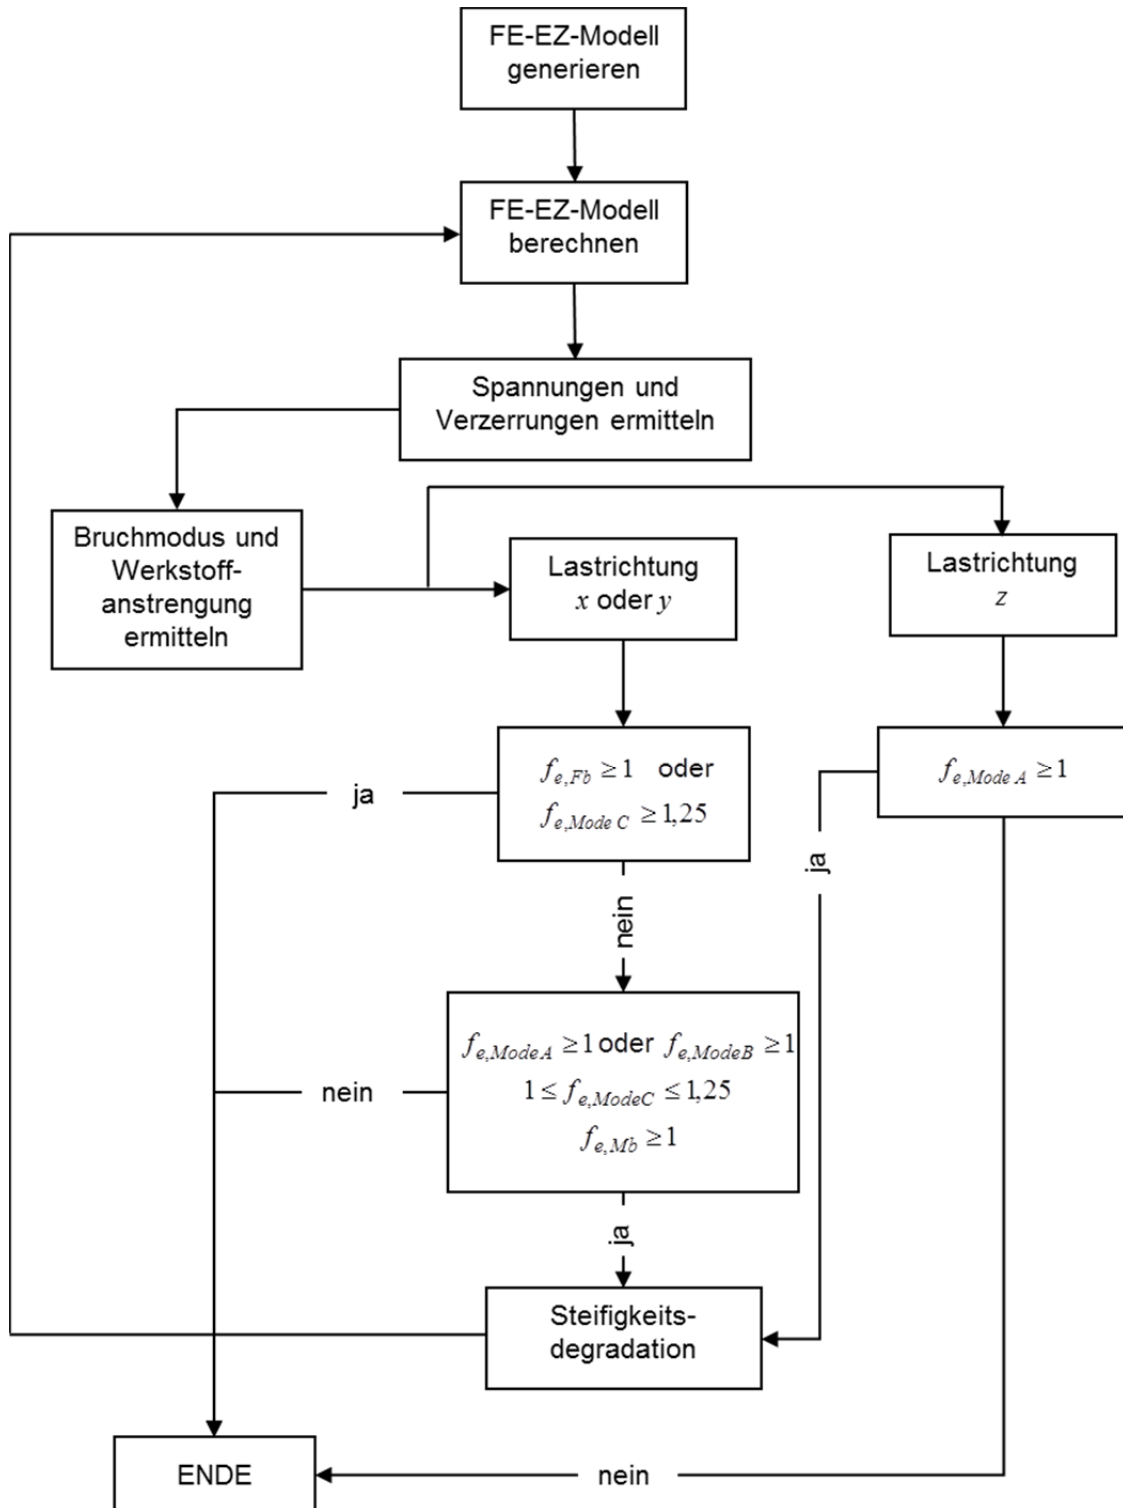 FE-EZ-Modell
generieren
FE-EZ-Modell
berechnen
Spannungen und
Verzerrungen ermitteln
Bruchmodus und
Werkstoff-
anstrengung
ermitteln
Lastrichtung
x oder y
Lastrichtung
z
f_{e,Fb} ≥ 1 oder
f_{e,Mode C} ≥ 1,25
f_{e,Mode A} ≥ 1
ja
ja
nein
f_{e,ModeA} ≥ 1 oder f_{e,ModeB} ≥ 1
1 ≤ f_{e,ModeC} ≤ 1,25
f_{e,Mb} ≥ 1
nein
ja
Steifigkeits-
degradation
ENDE
nein